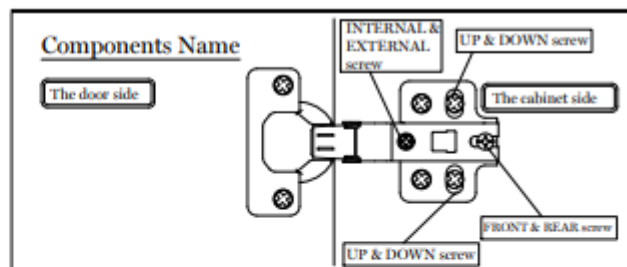 Components Name
The door side
INTERNAL &
EXTERNAL
screw
UP & DOWN screw
The cabinet side
FRONT & REAR screw
UP & DOWN screw